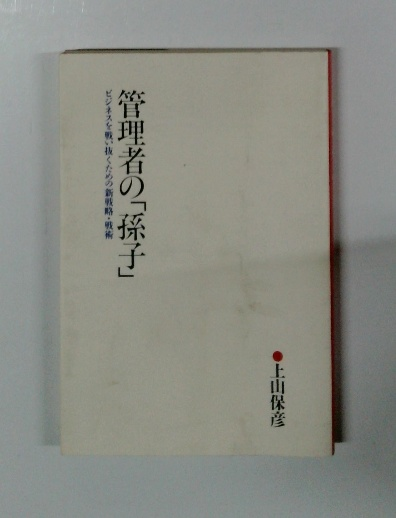 管理者の「孫子」
ビジネスを戦い抜くための新戦略・戦術
●上山保彦